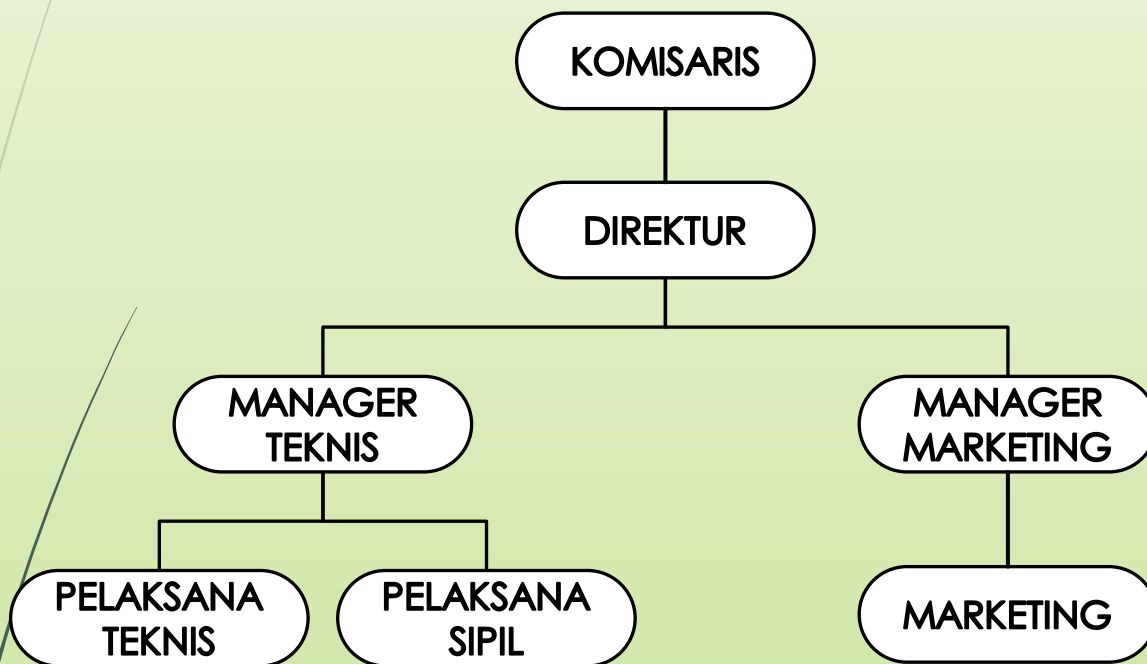 KOMISARIS
DIREKTUR
MANAGER
TEKNIS
MANAGER
MARKETING
PELAKSANA
TEKNIS
PELAKSANA
SIPIL
MARKETING